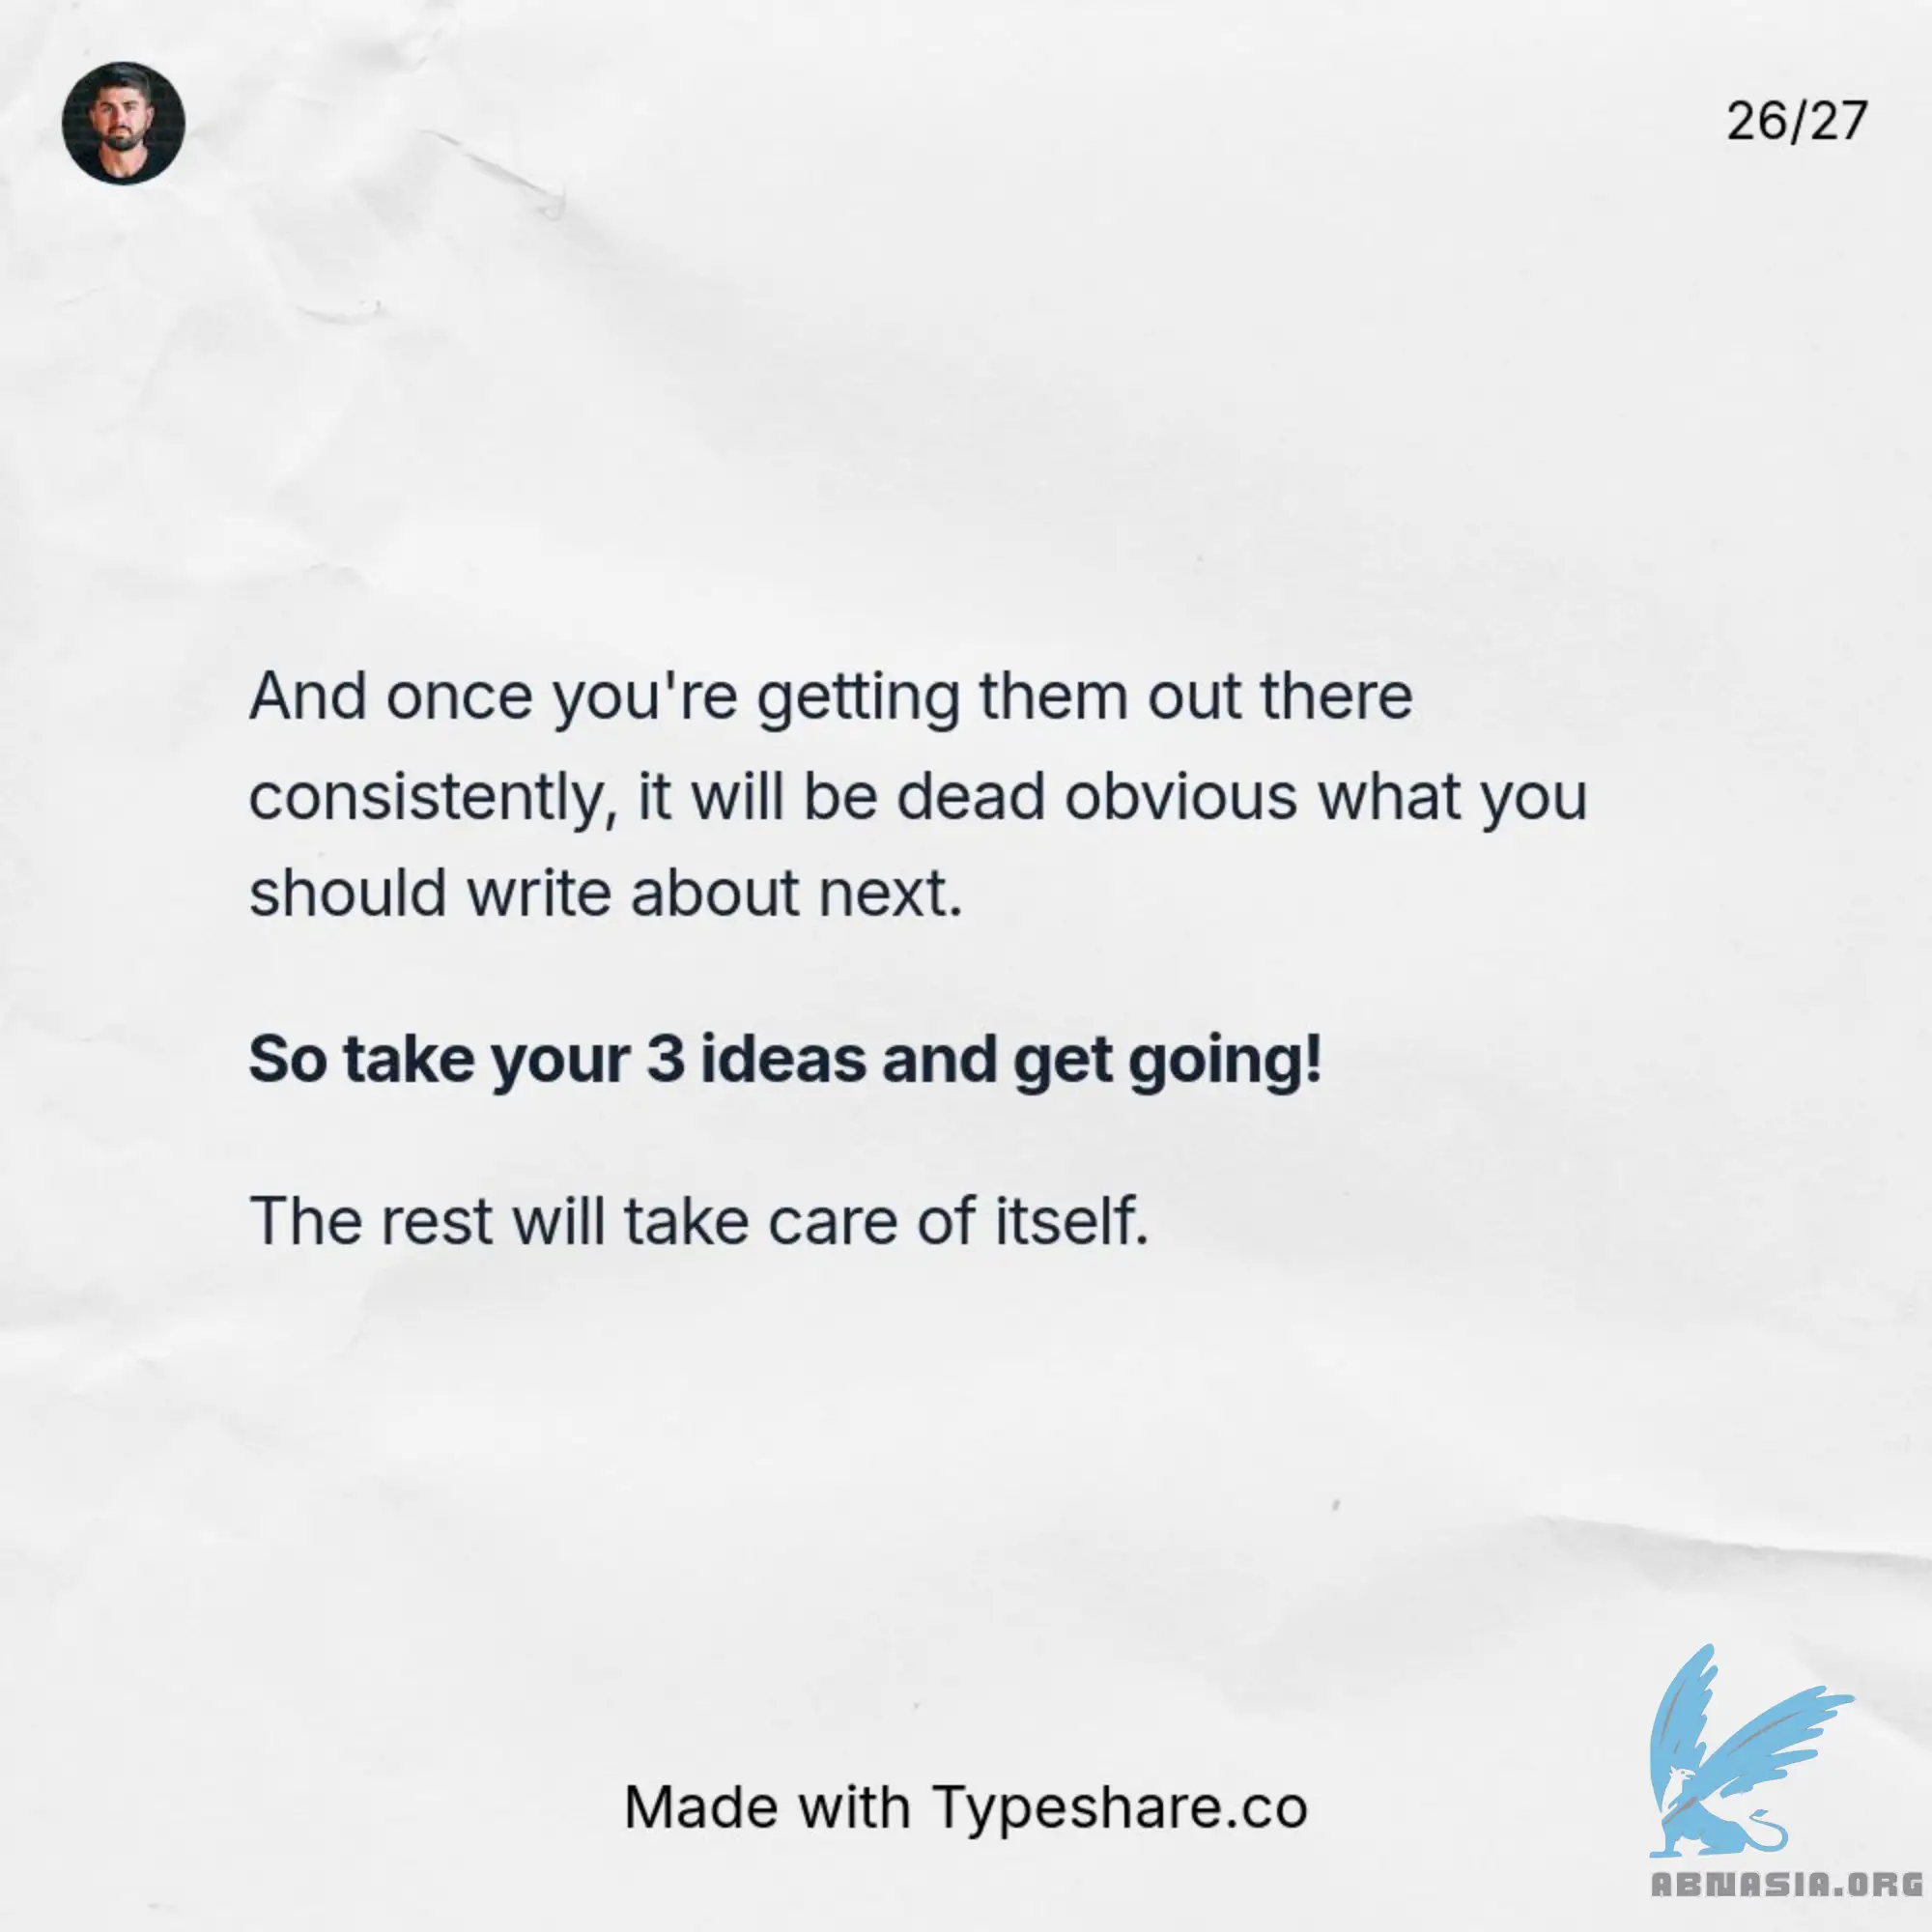 26/27
And once you're getting them out there
consistently, it will be dead obvious what you
should write about next.
So take your 3 ideas and get going!
The rest will take care of itself.
Made with Typeshare.co
ABNASIA.ORG